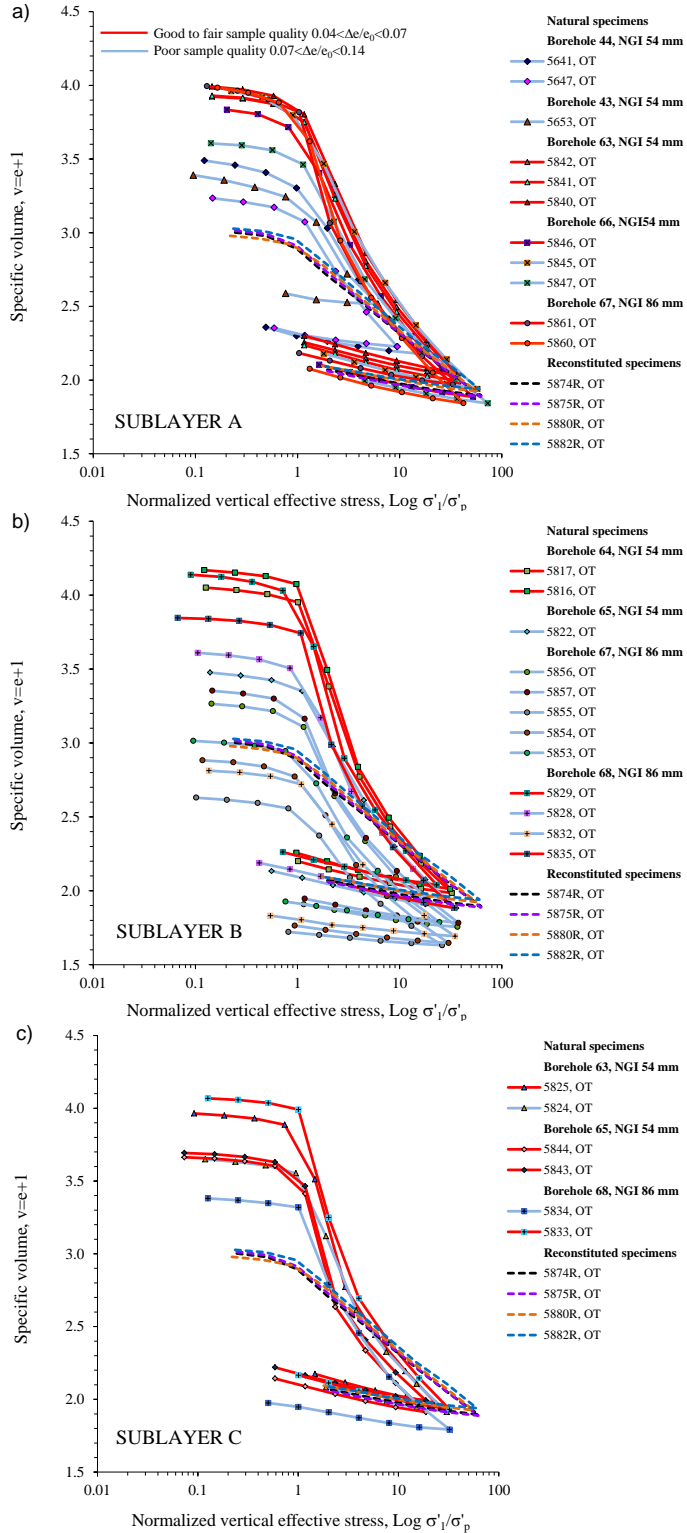 a)
Good to fair sample quality 0.04<Δe/e0<0.07
Poor sample quality 0.07<Δe/e0<0.14
4.5
4.0
3.5
3.0
2.5
2.0
1.5
Specific volume, v=e+1
SUBLAYER A
0.01
0.1
1
10
100
Normalized vertical effective stress, Log σ'1/σ'p
Natural specimens
Borehole 44, NGI 54 mm
5641, OT
5647, OT
Borehole 43, NGI 54 mm
5653, OT
Borehole 63, NGI 54 mm
5842, OT
5841, OT
5840, OT
Borehole 66, NGI54 mm
5846, OT
5845, OT
5847, OT
Borehole 67, NGI 86 mm
5861, OT
5860, OT
Reconstituted specimens
5874R, OT
5875R, OT
5880R, OT
5882R, OT
b)
4.5
4.0
3.5
3.0
2.5
2.0
1.5
Specific volume, v=e+1
SUBLAYER B
0.01
0.1
1
10
100
Normalized vertical effective stress, Log σ'1/σ'p
Natural specimens
Borehole 64, NGI 54 mm
5817, OT
5816, OT
Borehole 65, NGI 54 mm
5822, OT
Borehole 67, NGI 86 mm
5856, OT
5857, OT
5855, OT
5854, OT
5853, OT
Borehole 68, NGI 86 mm
5829, OT
5828, OT
5832, OT
5835, OT
Reconstituted specimens
5874R, OT
5875R, OT
5880R, OT
5882R, OT
c)
4.5
4.0
3.5
3.0
2.5
2.0
1.5
Specific volume, v=e+1
SUBLAYER C
0.01
0.1
1
10
100
Normalized vertical effective stress, Log σ'1/σ'p
Natural specimens
Borehole 63, NGI 54 mm
5825, OT
5824, OT
Borehole 65, NGI 54 mm
5844, OT
5843, OT
Borehole 68, NGI 86 mm
5834, OT
5833, OT
Reconstituted specimens
5874R, OT
5875R, OT
5880R, OT
5882R, OT